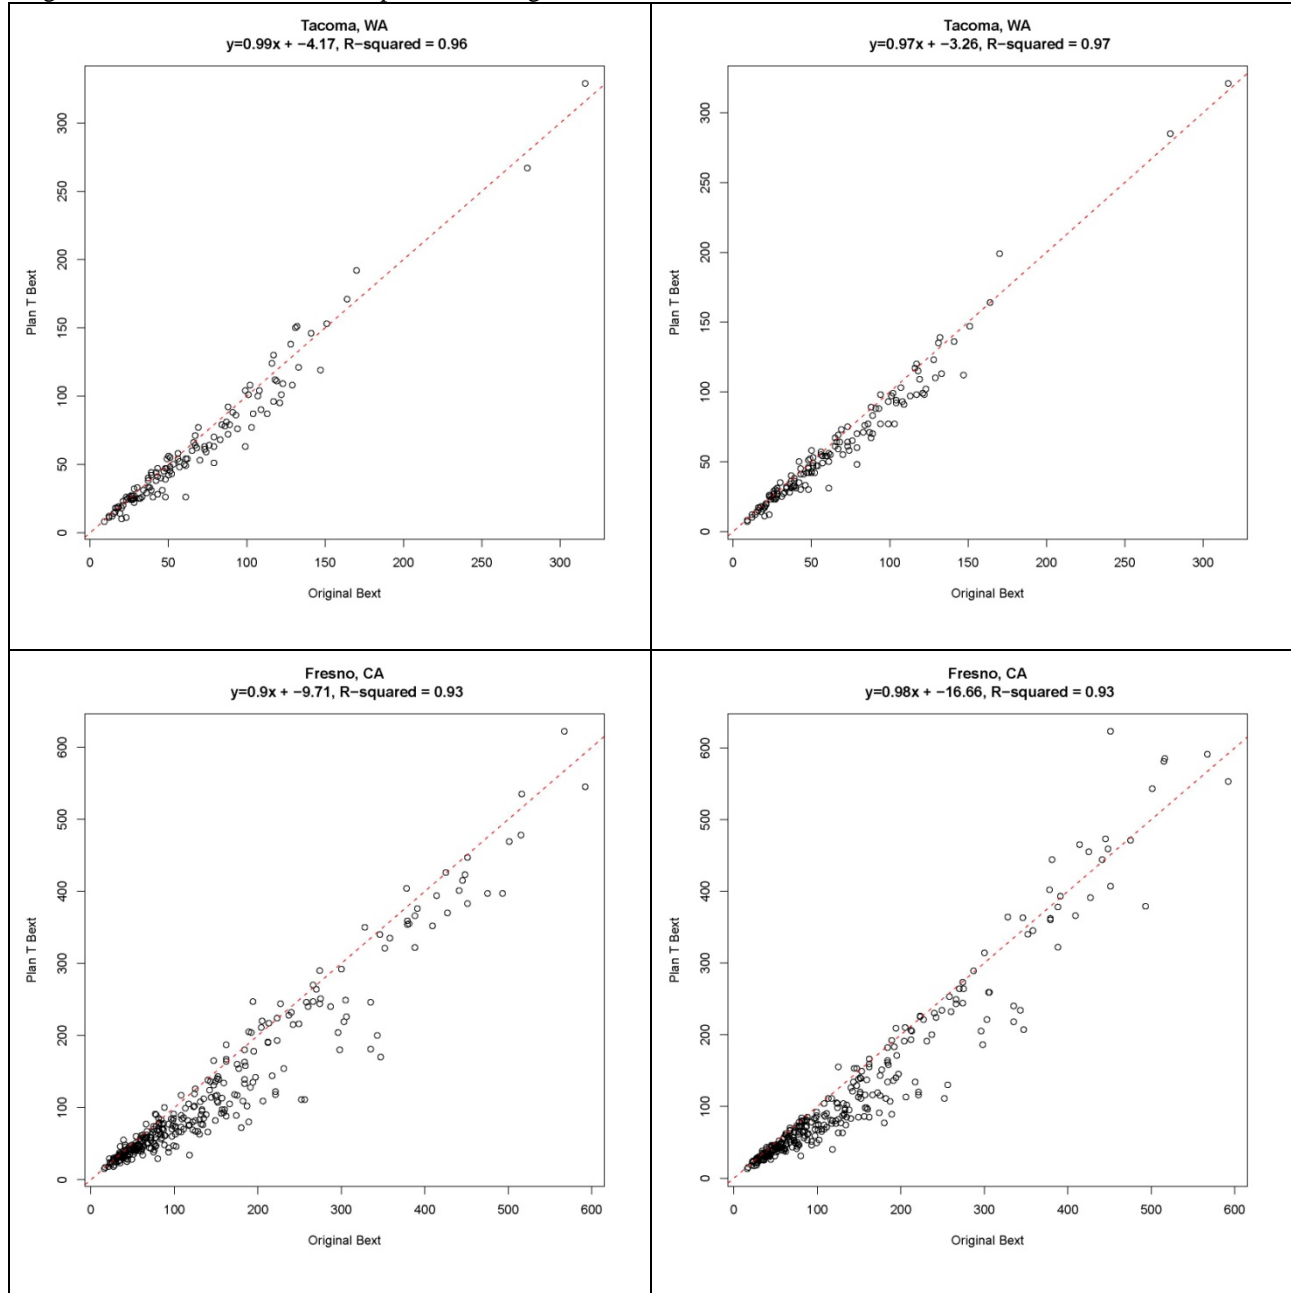 Tacoma, WA
y=0.99x + −4.17, R−squared = 0.96
Plan T Bext
300
250
200
150
100
50
0
0 50 100 150 200 250 300
Original Bext
Tacoma, WA
y=0.97x + −3.26, R−squared = 0.97
Plan T Bext
300
250
200
150
100
50
0
0 50 100 150 200 250 300
Original Bext
Fresno, CA
y=0.9x + −9.71, R−squared = 0.93
Plan T Bext
600
500
400
300
200
100
0
0 100 200 300 400 500 600
Original Bext
Fresno, CA
y=0.98x + −16.66, R−squared = 0.93
Plan T Bext
600
500
400
300
200
100
0
0 100 200 300 400 500 600
Original Bext